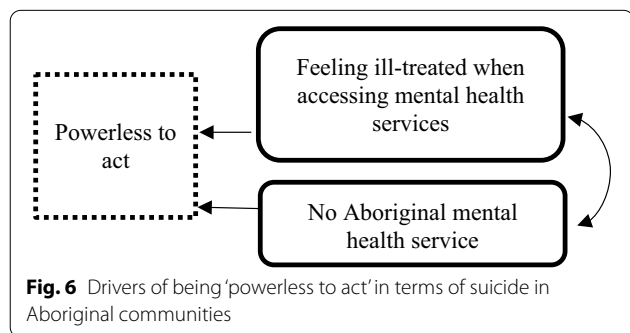 Feeling ill-treated when
accessing mental health
services
Powerless to
act
No Aboriginal mental
health service
Fig. 6 Drivers of being ‘powerless to act’ in terms of suicide in
Aboriginal communities